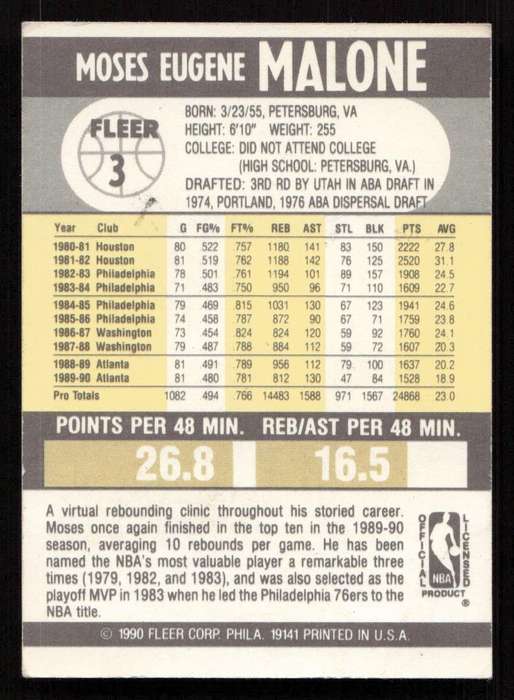 MOSES EUGENE MALONE
FLEER
3
BORN: 3/23/55, PETERSBURG, VA
HEIGHT: 6'10" WEIGHT: 255
COLLEGE: DID NOT ATTEND COLLEGE
(HIGH SCHOOL: PETERSBURG, VA.)
DRAFTED: 3RD RD BY UTAH IN ABA DRAFT IN
1974, PORTLAND, 1976 ABA DISPERSAL DRAFT
Year Club G FG% FT% REB AST STL BLK PTS AVG
1980-81 Houston 80 522 .757 1180 141 83 150 2222 27.8
1981-82 Houston 81 519 .762 1188 142 76 125 2520 31.1
1982-83 Philadelphia 78 501 .761 1194 101 89 157 1908 24.5
1983-84 Philadelphia 71 483 .750 950 96 71 110 1609 22.7
1984-85 Philadelphia 79 469 .815 1031 130 67 123 1941 24.6
1985-86 Philadelphia 74 458 .787 872 90 67 71 1759 23.8
1986-87 Washington 73 454 .824 824 120 59 92 1760 24.1
1987-88 Washington 79 487 .788 884 112 59 72 1607 20.3
1988-89 Atlanta 81 491 .789 956 112 79 100 1637 20.2
1989-90 Atlanta 81 480 .781 812 130 47 84 1528 18.9
Pro Totals 1082 494 .766 14483 1588 971 1567 24868 23.0
POINTS PER 48 MIN. REB/AST PER 48 MIN.
26.8 16.5
A virtual rebounding clinic throughout his storied career.
Moses once again finished in the top ten in the 1989-90
season, averaging 10 rebounds per game. He has been
named the NBA's most valuable player a remarkable three
times (1979, 1982, and 1983), and was also selected as the
playoff MVP in 1983 when he led the Philadelphia 76ers to the
NBA title.
OFFICIAL
LICENSED
NBA
PRODUCT
®
© 1990 FLEER CORP. PHILA. 19141 PRINTED IN U.S.A.